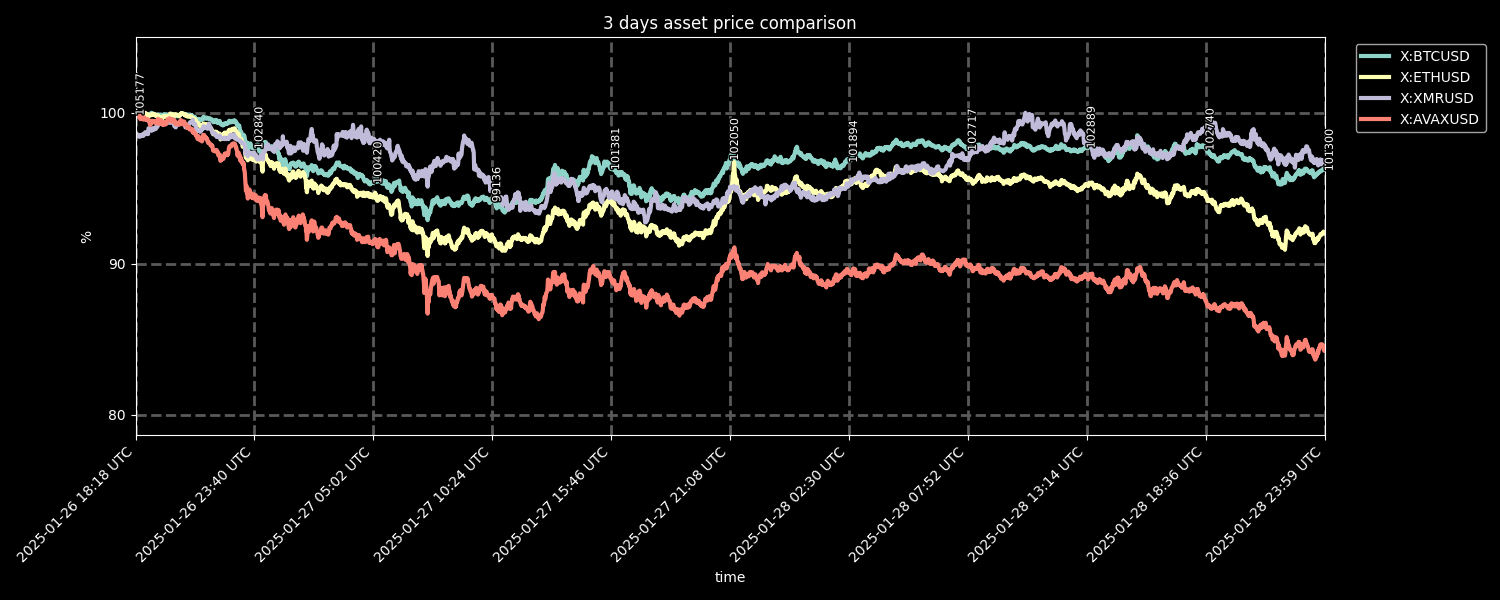 3 days asset price comparison
X:BTCUSD
X:ETHUSD
X:XMRUSD
X:AVAXUSD
100
90
80
%
105177
102840
100420
99136
101381
102050
101894
102717
102889
102740
101300
2025-01-26 18:18 UTC
2025-01-26 23:40 UTC
2025-01-27 05:02 UTC
2025-01-27 10:24 UTC
2025-01-27 15:46 UTC
2025-01-27 21:08 UTC
2025-01-28 02:30 UTC
2025-01-28 07:52 UTC
2025-01-28 13:14 UTC
2025-01-28 18:36 UTC
2025-01-28 23:59 UTC
time